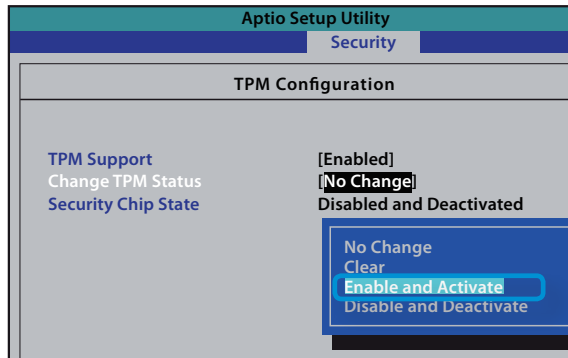 Aptio Setup Utility
Security
TPM Configuration
TPM Support [Enabled]
Change TPM Status [No Change]
Security Chip State Disabled and Deactivated
No Change
Clear
Enable and Activate
Disable and Deactivate